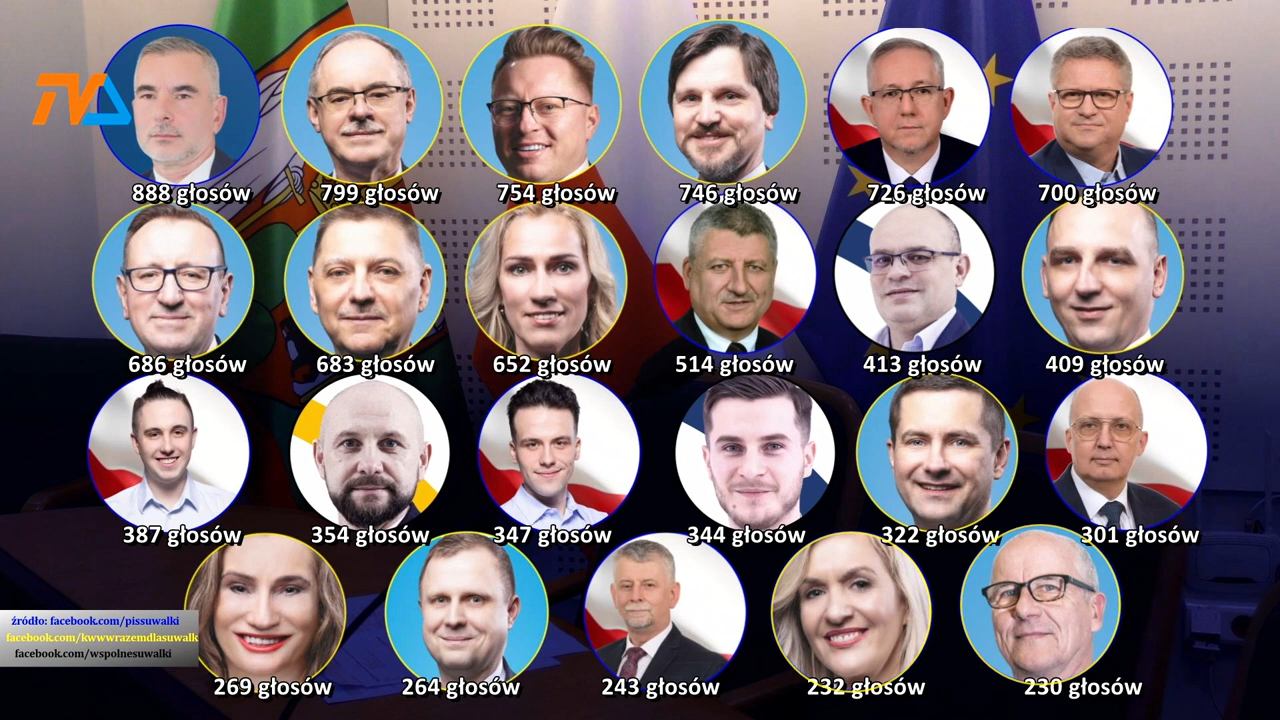 TVA
888 głosów
799 głosów
754 głosów
746 głosów
726 głosów
700 głosów
686 głosów
683 głosów
652 głosów
514 głosów
413 głosów
409 głosów
387 głosów
354 głosów
347 głosów
344 głosów
322 głosów
301 głosów
źródło: facebook.com/pissuwalki
facebook.com/kwwwrazemdlasuwalk
facebook.com/wspolnesuwalki
269 głosów
264 głosów
243 głosów
232 głosów
230 głosów